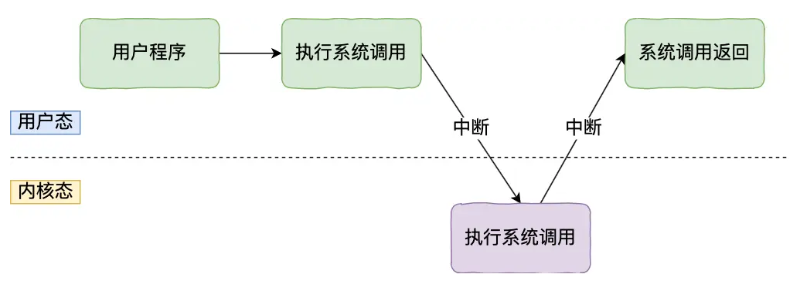 用户程序
执行系统调用
系统调用返回
用户态
中断
中断
内核态
执行系统调用